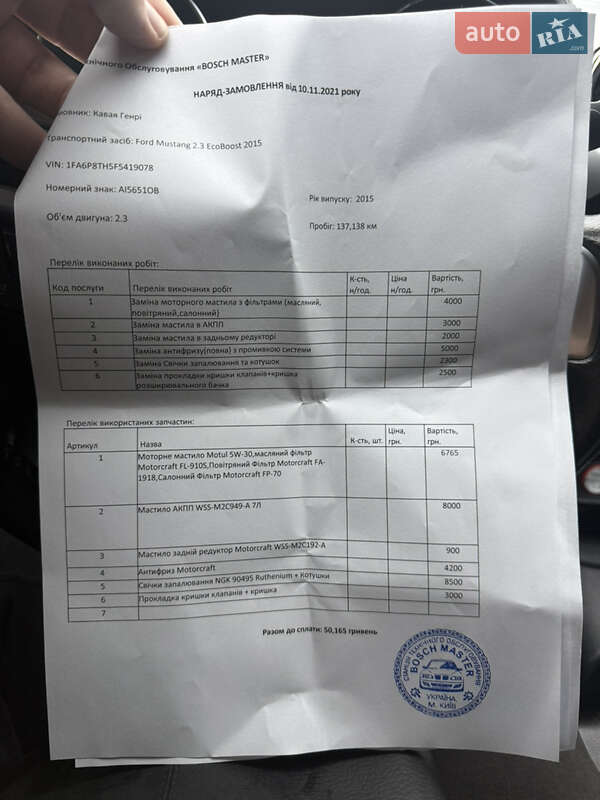 auto RIA .com
Технічного Обслуговування «BOSCH MASTER»
НАРЯД-ЗАМОВЛЕННЯ від 10.11.2021 року
мовник: Кавая Генрі
транспортний засіб: Ford Mustang 2.3 EcoBoost 2015
VIN: 1FA6P8TH5F5419078
Номерний знак: AI5651OB
Рік випуску: 2015
Об'єм двигуна: 2.3
Пробіг: 137,138 км
Перелік виконаних робіт:
Код послуги Перелік виконаних робіт К-сть, н/год. Ціна н/год. Вартість, грн.
1 Заміна моторного мастила з фільтрами (масляний, 4000
повітряний,салонний)
2 Заміна мастила в АКПП 3000
3 Заміна мастила в задньому редукторі 2000
4 Заміна антифризу(повна) з промивкою системи 5000
5 Заміна Свічки запалювання та котушок 2300
6 Заміна прокладки кришки клапанів+кришка 2500
розширювального бачка
Перелік використаних запчастин:
Артикул Назва К-сть, шт. Ціна, грн. Вартість, грн.
1 Моторне мастило Motul 5W-30,масляний фільтр 6765
Motorcraft FL-910S,Повітряний Фільтр Motorcraft FA-
1918,Салонний Фільтр Motorcraft FP-70
2 Мастило АКПП WSS-M2C949-A 7Л 8000
3 Мастило задній редуктор Motorcraft WSS-M2C192-A 900
4 Антифриз Motorcraft 4200
5 Свічки запалювання NGK 90495 Ruthenium + Котушки 8500
6 Прокладка кришки клапанів + кришка 3000
7
Разом до сплати: 50,165 гривень
СТАНЦІЯ ТЕХНІЧНОГО ОБСЛУГОВУВАННЯ
BOSCH MASTER
УКРАЇНА,
М. КИЇВ